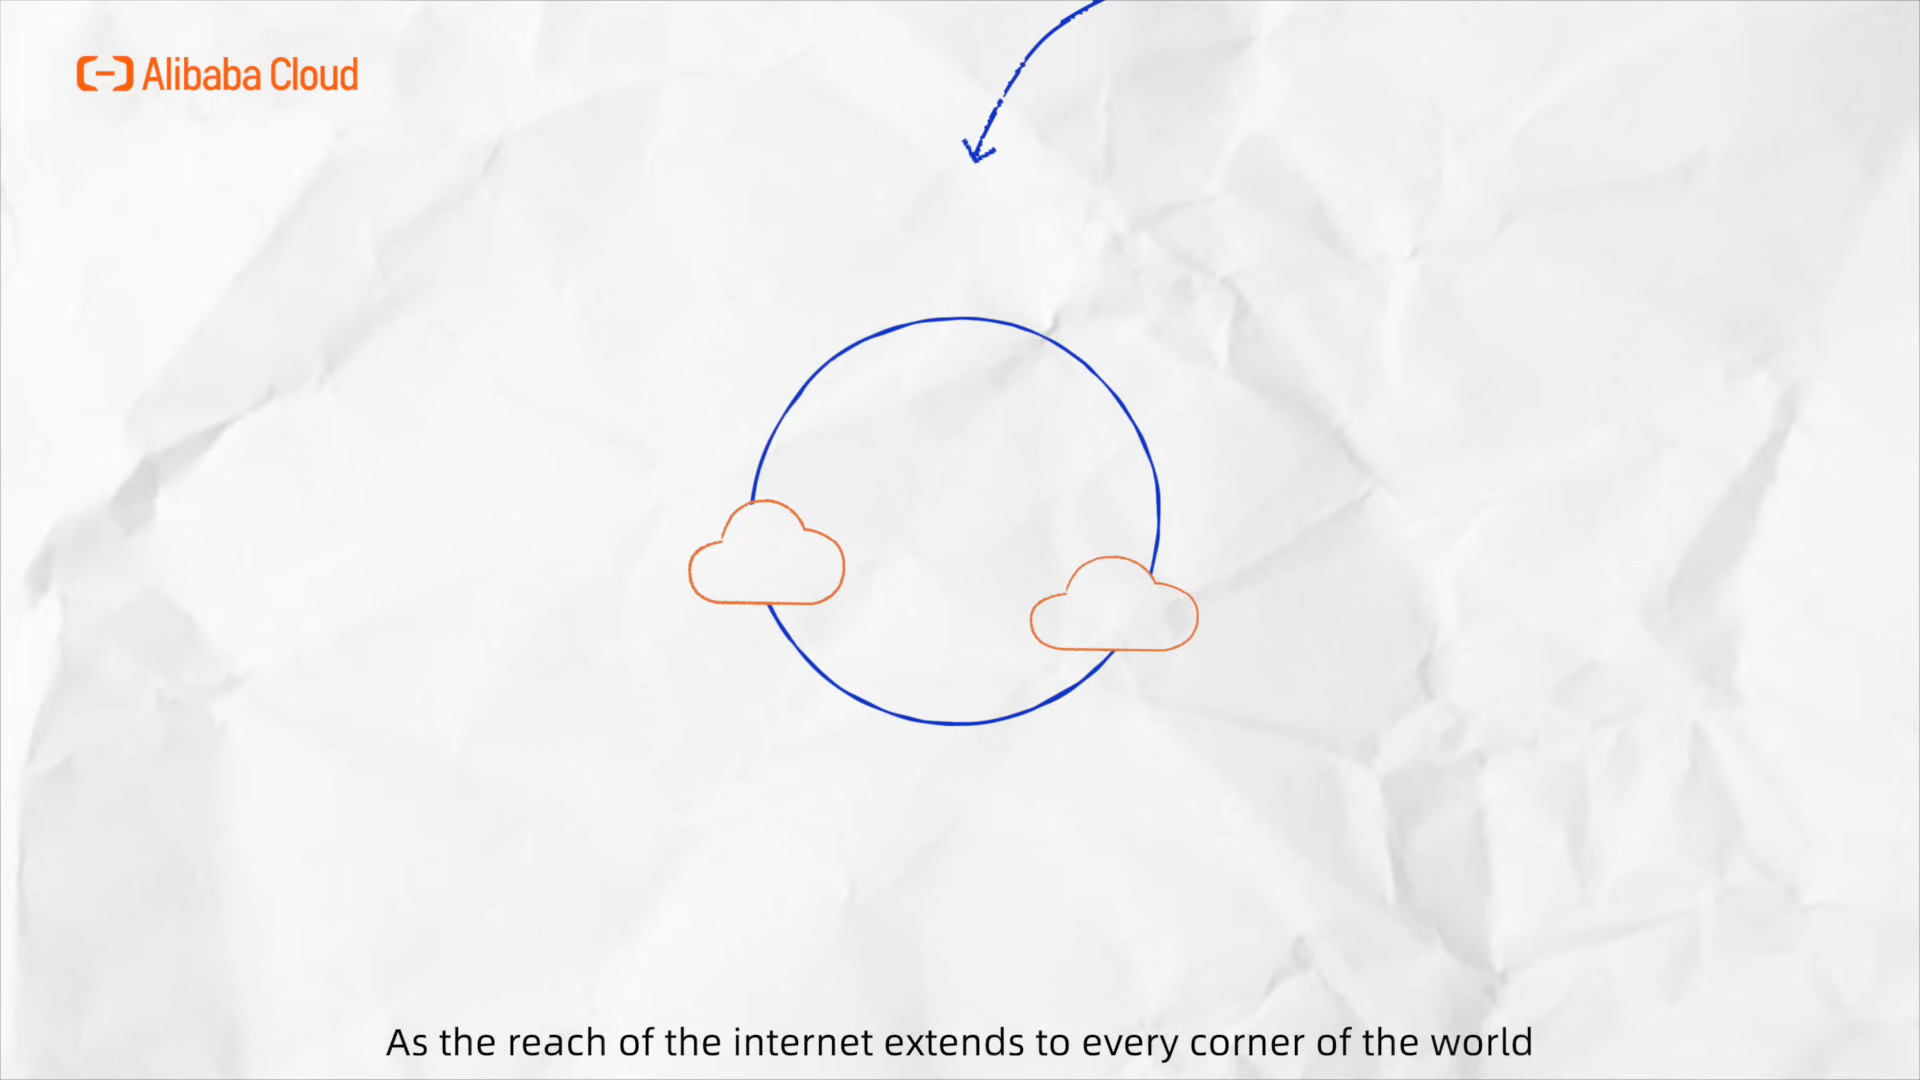 Alibaba Cloud
As the reach of the internet extends to every corner of the world